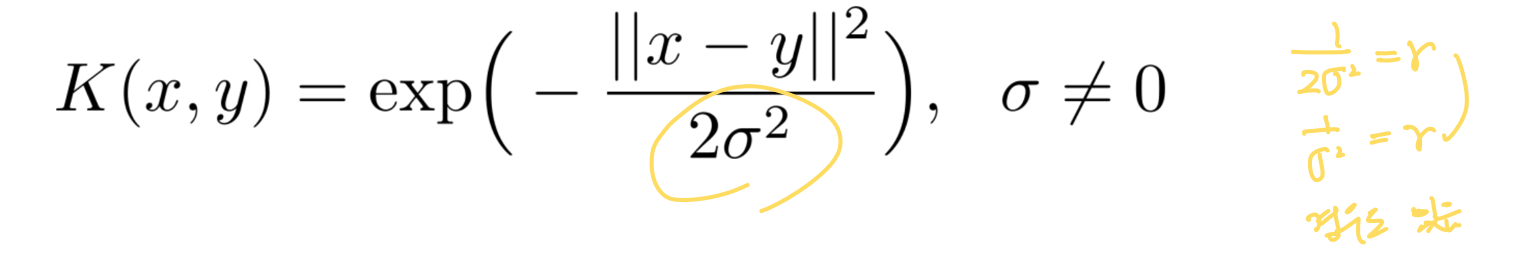 K(x, y) = exp(- ||x - y||² / 2σ²), σ ≠ 0
1/2σ² = γ
1/σ² = γ